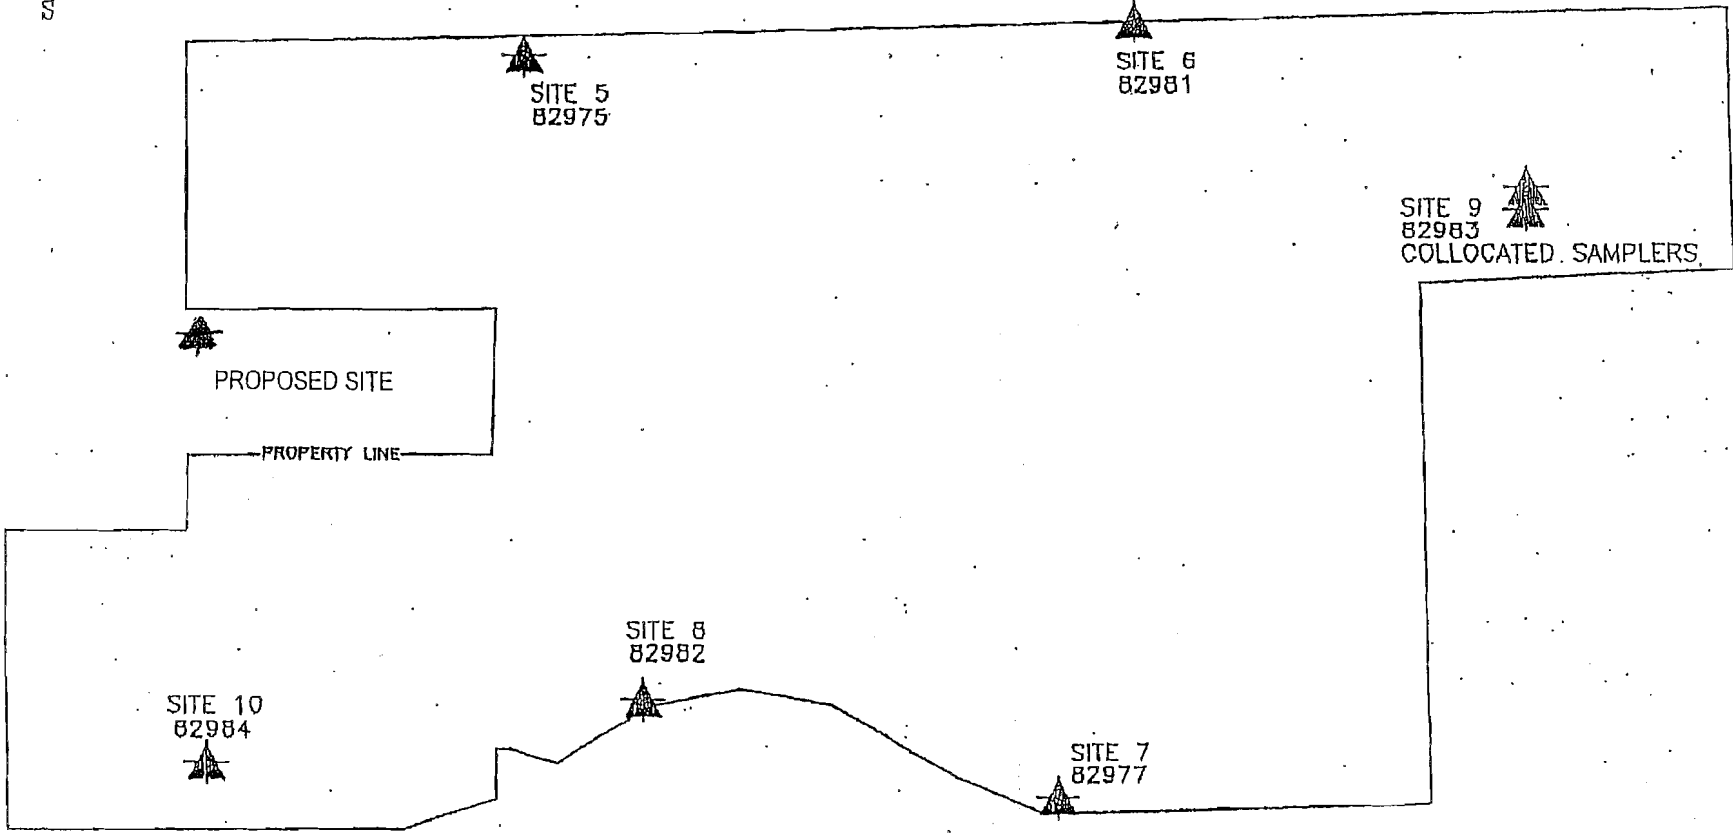 S
SITE 6
82981
SITE 5
82975
SITE 9
82983
COLLOCATED SAMPLERS
PROPOSED SITE
PROPERTY LINE
SITE 8
82982
SITE 10
82984
SITE 7
82977